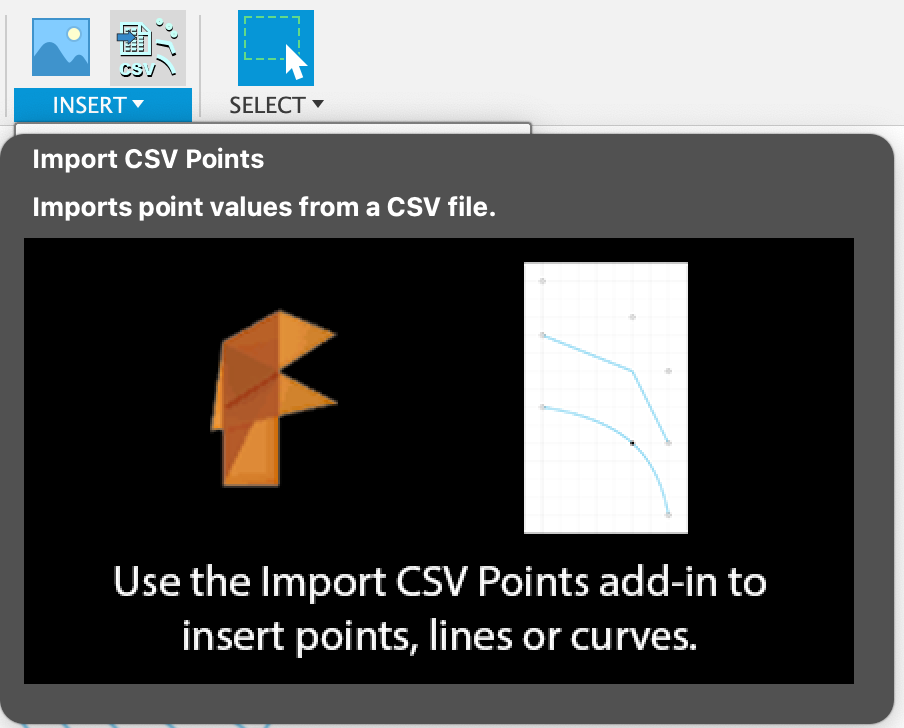 CSV
INSERT
SELECT
Import CSV Points
Imports point values from a CSV file.
Use the Import CSV Points add-in to
insert points, lines or curves.